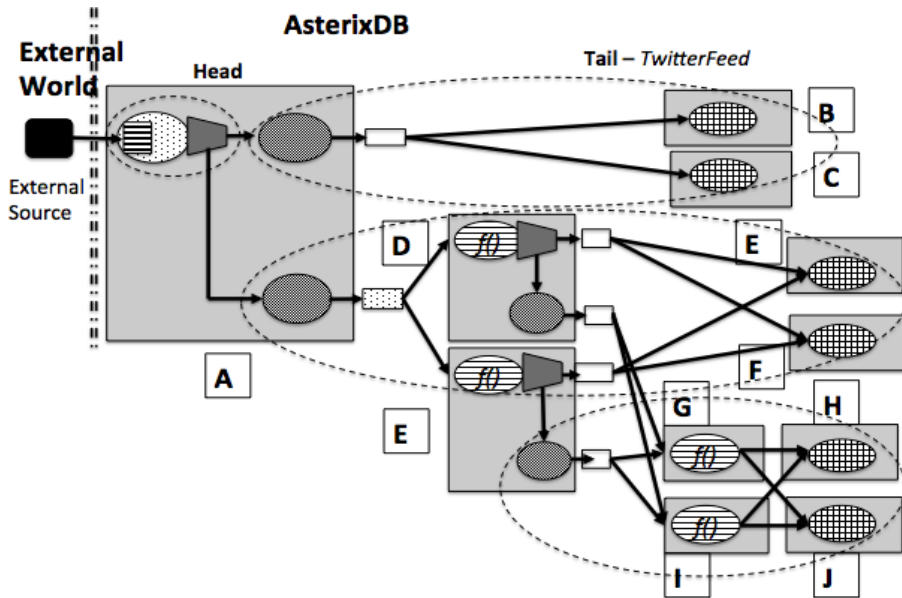 AsterixDB
External
World
Head
Tail – TwitterFeed
B
External
Source
C
D
f()
E
A
F
E
f()
G
H
f()
f()
I
J